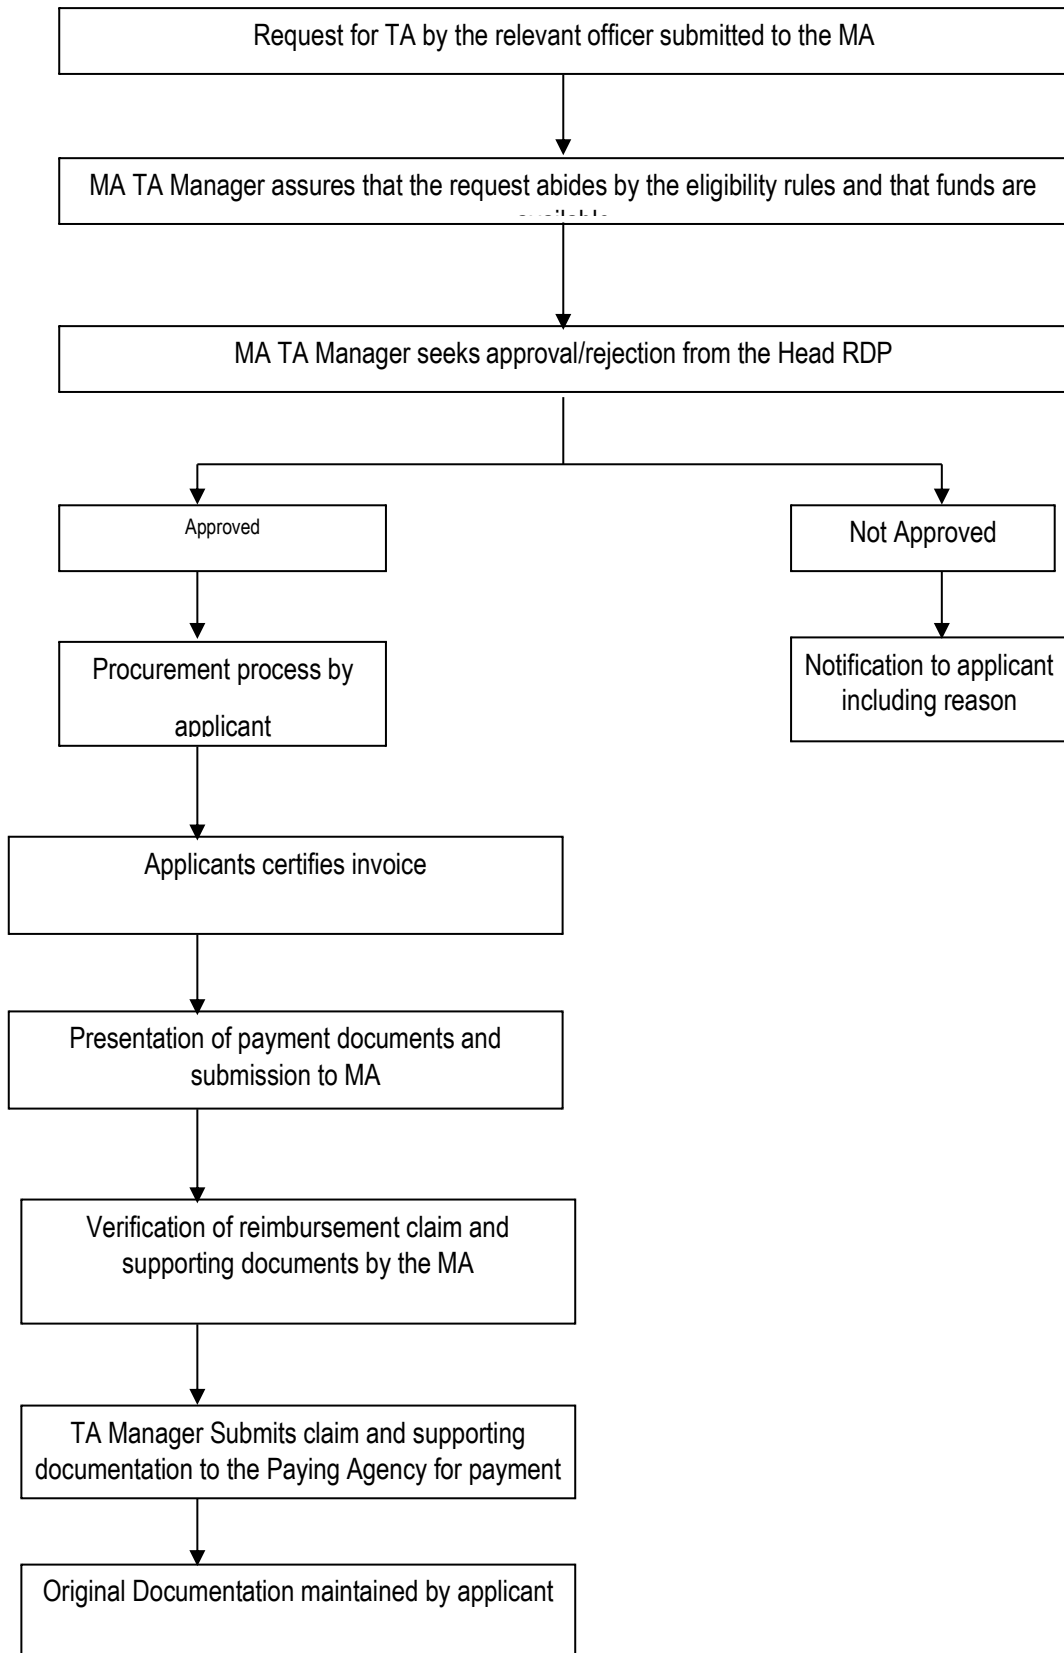 Request for TA by the relevant officer submitted to the MA
MA TA Manager assures that the request abides by the eligibility rules and that funds are
available
MA TA Manager seeks approval/rejection from the Head RDP
Approved
Not Approved
Procurement process by
applicant
Notification to applicant
including reason
Applicants certifies invoice
Presentation of payment documents and
submission to MA
Verification of reimbursement claim and
supporting documents by the MA
TA Manager Submits claim and supporting
documentation to the Paying Agency for payment
Original Documentation maintained by applicant